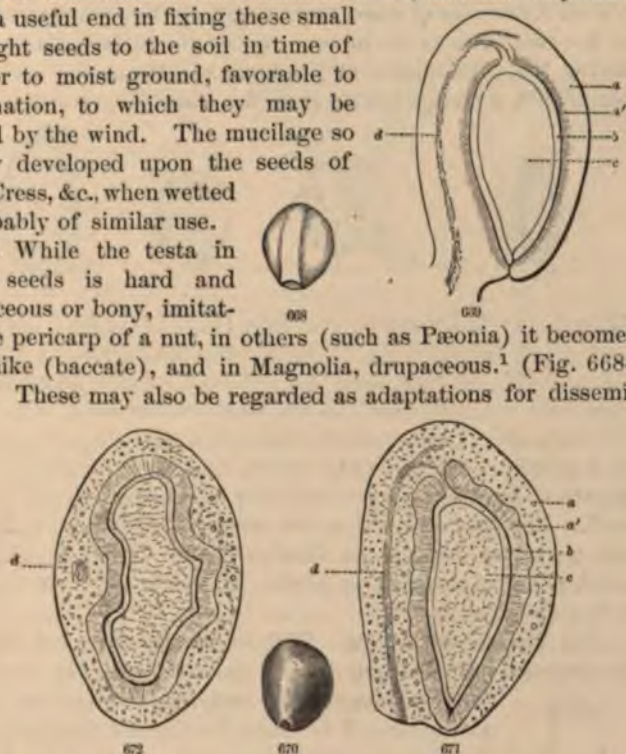 a useful end in fixing these small
ght seeds to the soil in time of
er to moist ground, favorable to
nation, to which they may be
d by the wind. The mucilage so
y developed upon the seeds of
Cress, &c., when wetted
bably of similar use.
While the testa in
seeds is hard and
ceous or bony, imitat-
e pericarp of a nut, in others (such as Pæonia) it become
like (baccate), and in Magnolia, drupaceous.¹ (Fig. 668
These may also be regarded as adaptations for dissemi
a
a'
d
b
c
668
669
a
a'
d
d
b
c
672
670
671